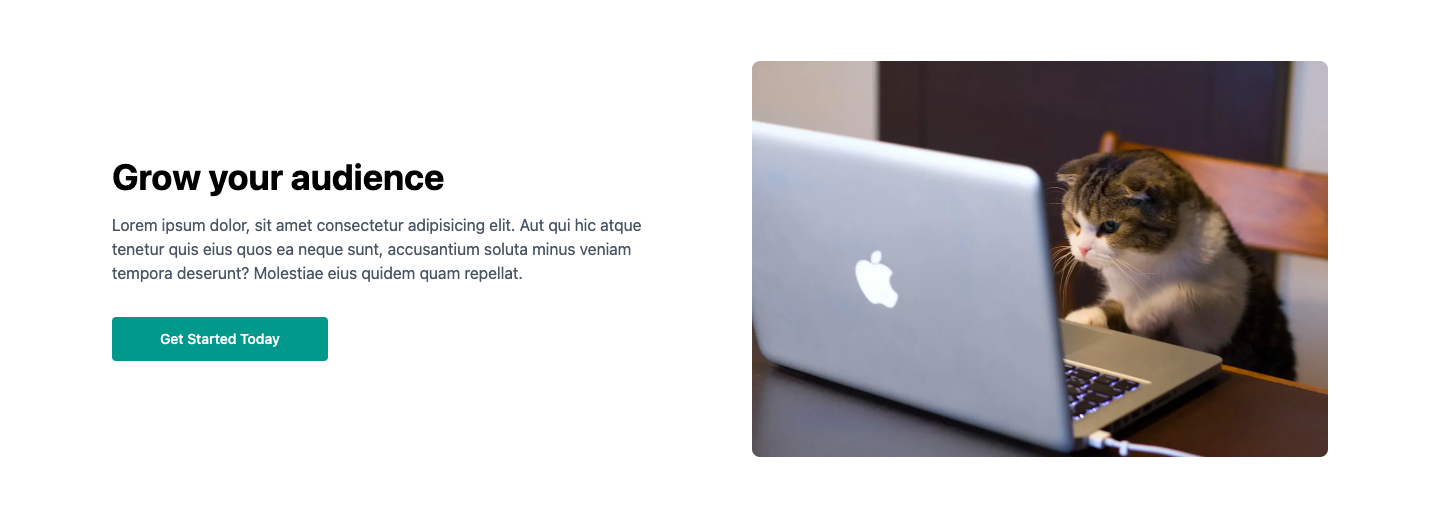 Grow your audience
Lorem ipsum dolor, sit amet consectetur adipisicing elit. Aut qui hic atque
tenetur quis eius quos ea neque sunt, accusantium soluta minus veniam
tempora deserunt? Molestiae eius quidem quam repellat.
Get Started Today